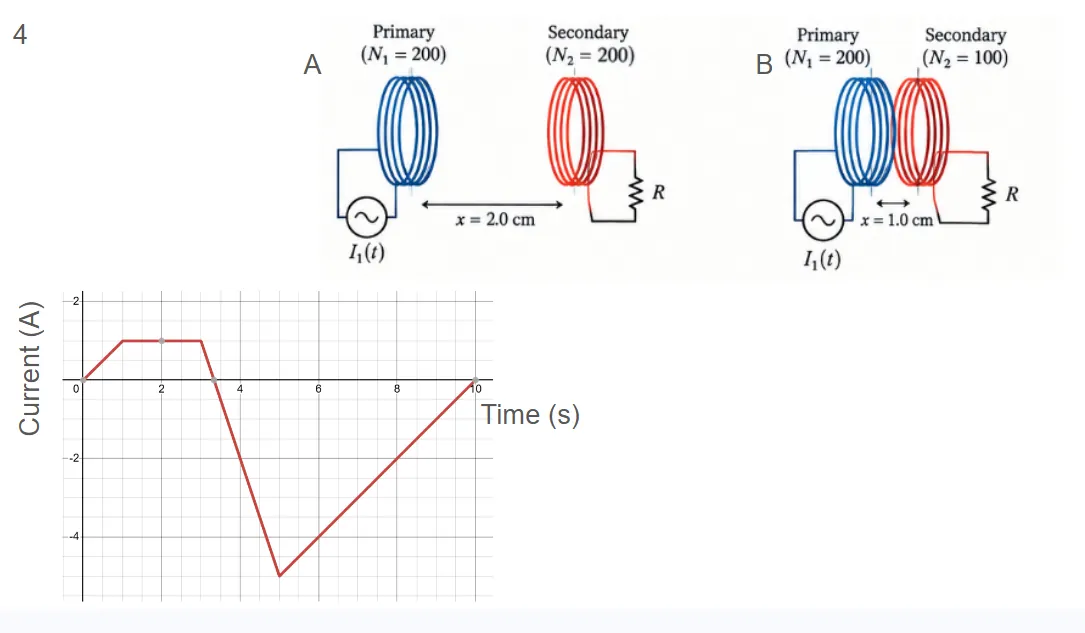 4
A
Primary
(N₁ = 200)
Secondary
(N₂ = 200)
x = 2.0 cm
R
I₁(t)
B
Primary
(N₁ = 200)
Secondary
(N₂ = 100)
x = 1.0 cm
R
I₁(t)
Current (A)
2
0
2
4
6
8
10
-2
-4
Time (s)